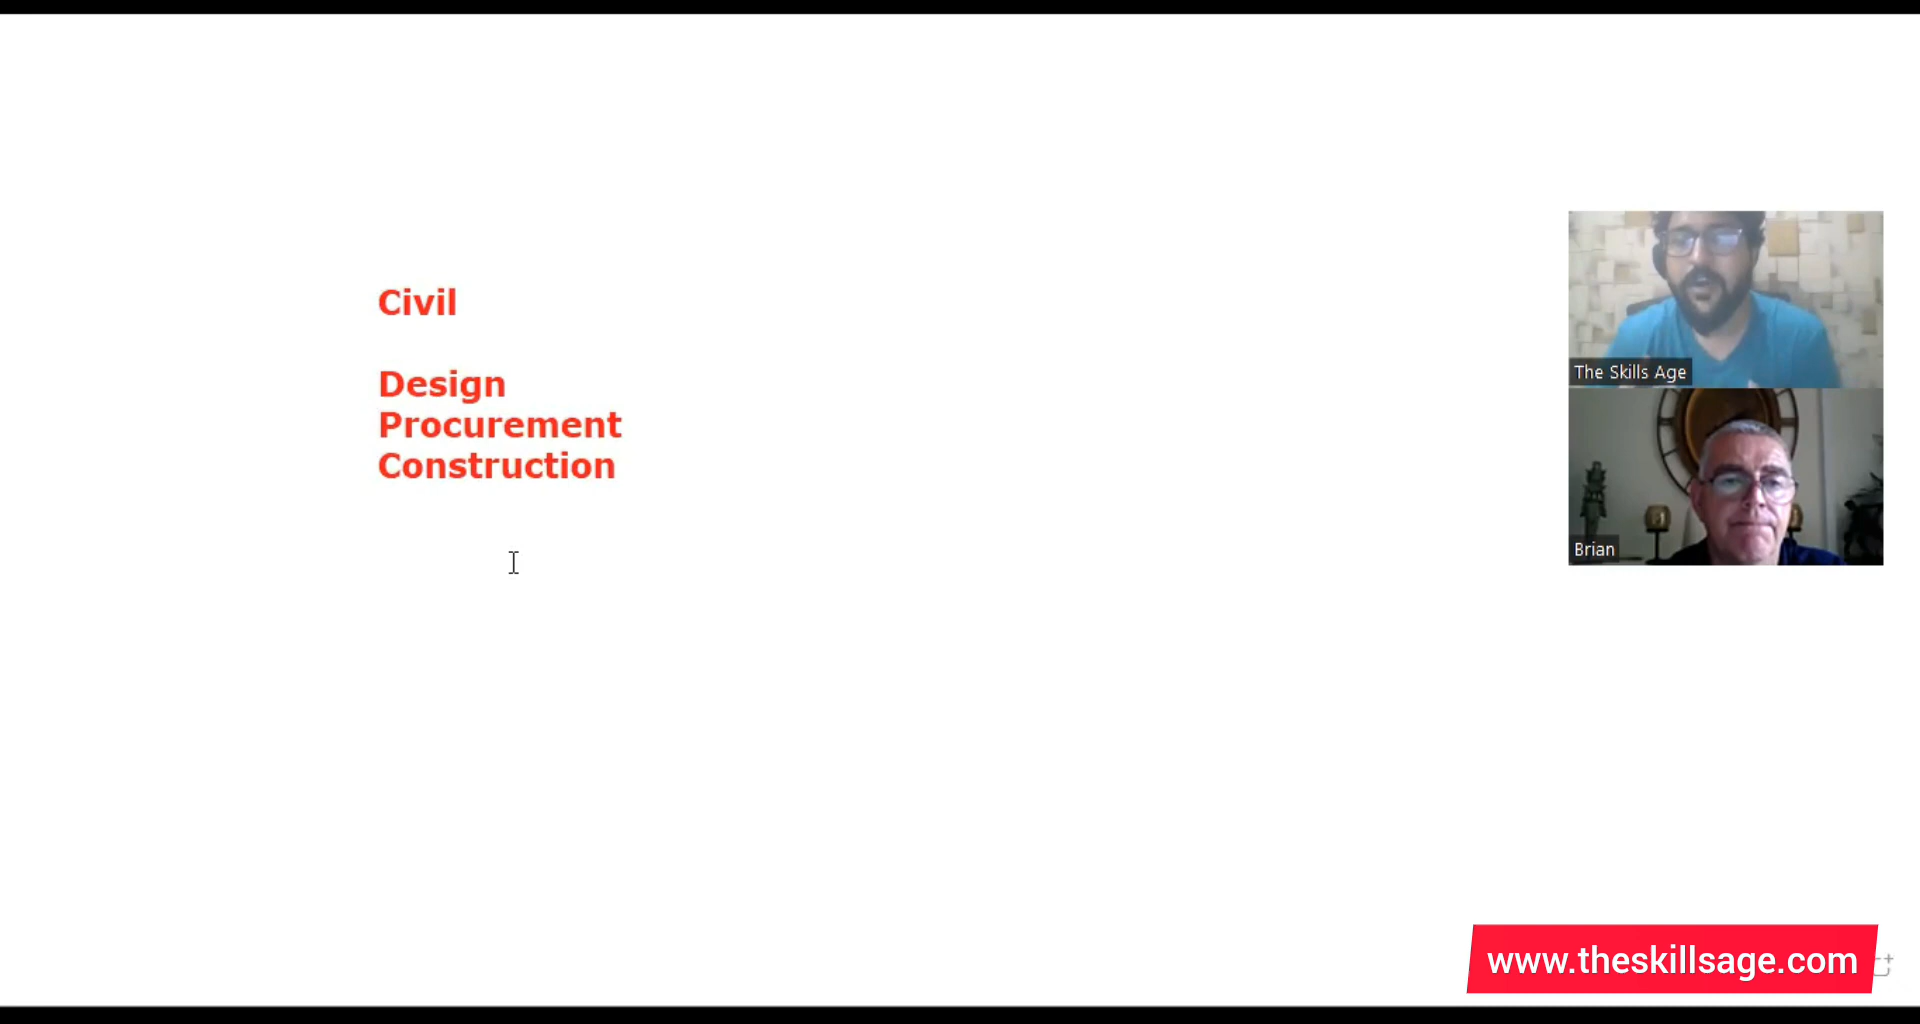 Civil
Design
Procurement
Construction
The Skills Age
Brian
www.theskillsage.com